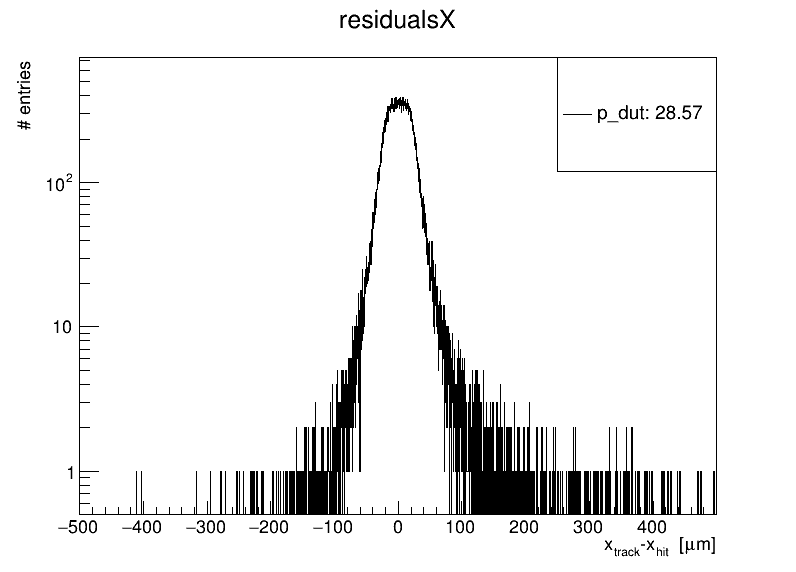 residualsX
# entries
p_dut: 28.57
10²
10
1
−500 −400 −300 −200 −100 0 100 200 300 400
x_track-x_hit [μm]